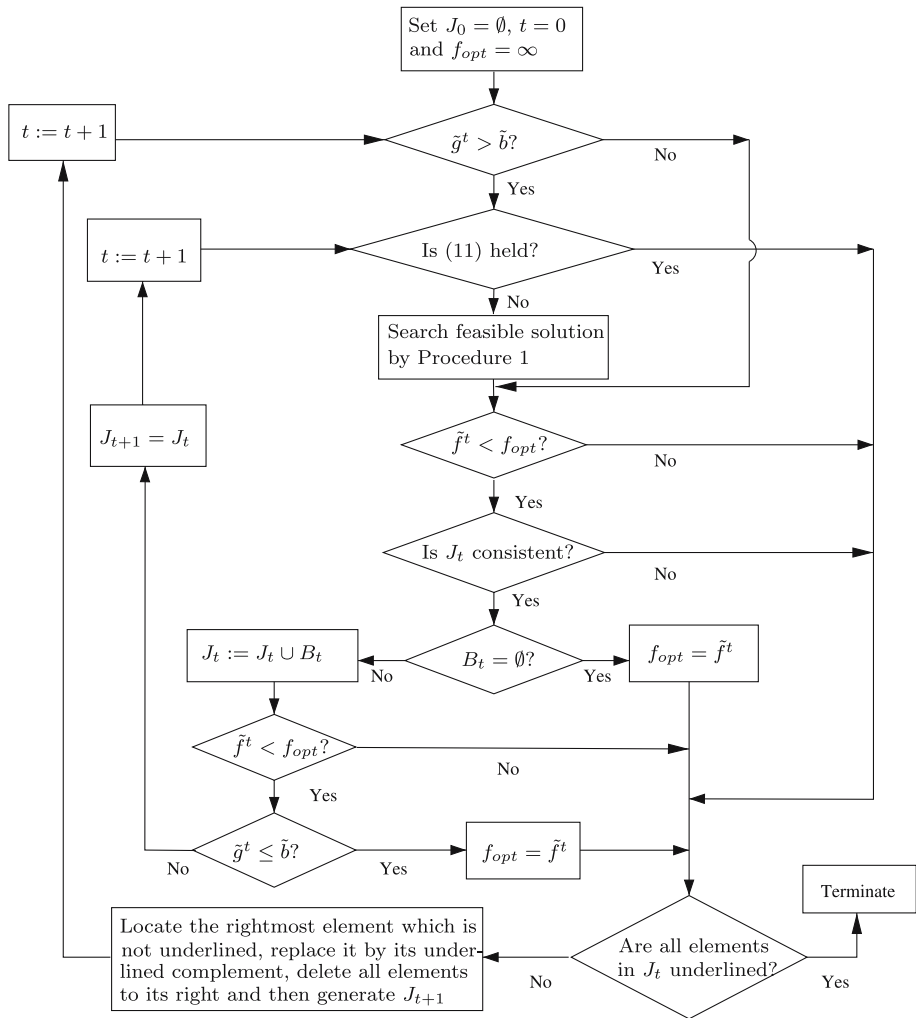 Set J₀ = ∅, t = 0
and f_opt = ∞
t := t + 1
g̃ᵗ > b̃?
No
Yes
t := t + 1
Is (11) held?
Yes
No
Search feasible solution
by Procedure 1
J_{t+1} = J_t
f̃ᵗ < f_opt?
No
Yes
Is J_t consistent?
No
Yes
J_t := J_t ∪ B_t
B_t = ∅?
f_opt = f̃ᵗ
No
Yes
f̃ᵗ < f_opt?
No
Yes
g̃ᵗ ≤ b̃?
f_opt = f̃ᵗ
No
Yes
Terminate
Locate the rightmost element which is
not underlined, replace it by its under-
lined complement, delete all elements
to its right and then generate J_{t+1}
Are all elements
in J_t underlined?
No
Yes